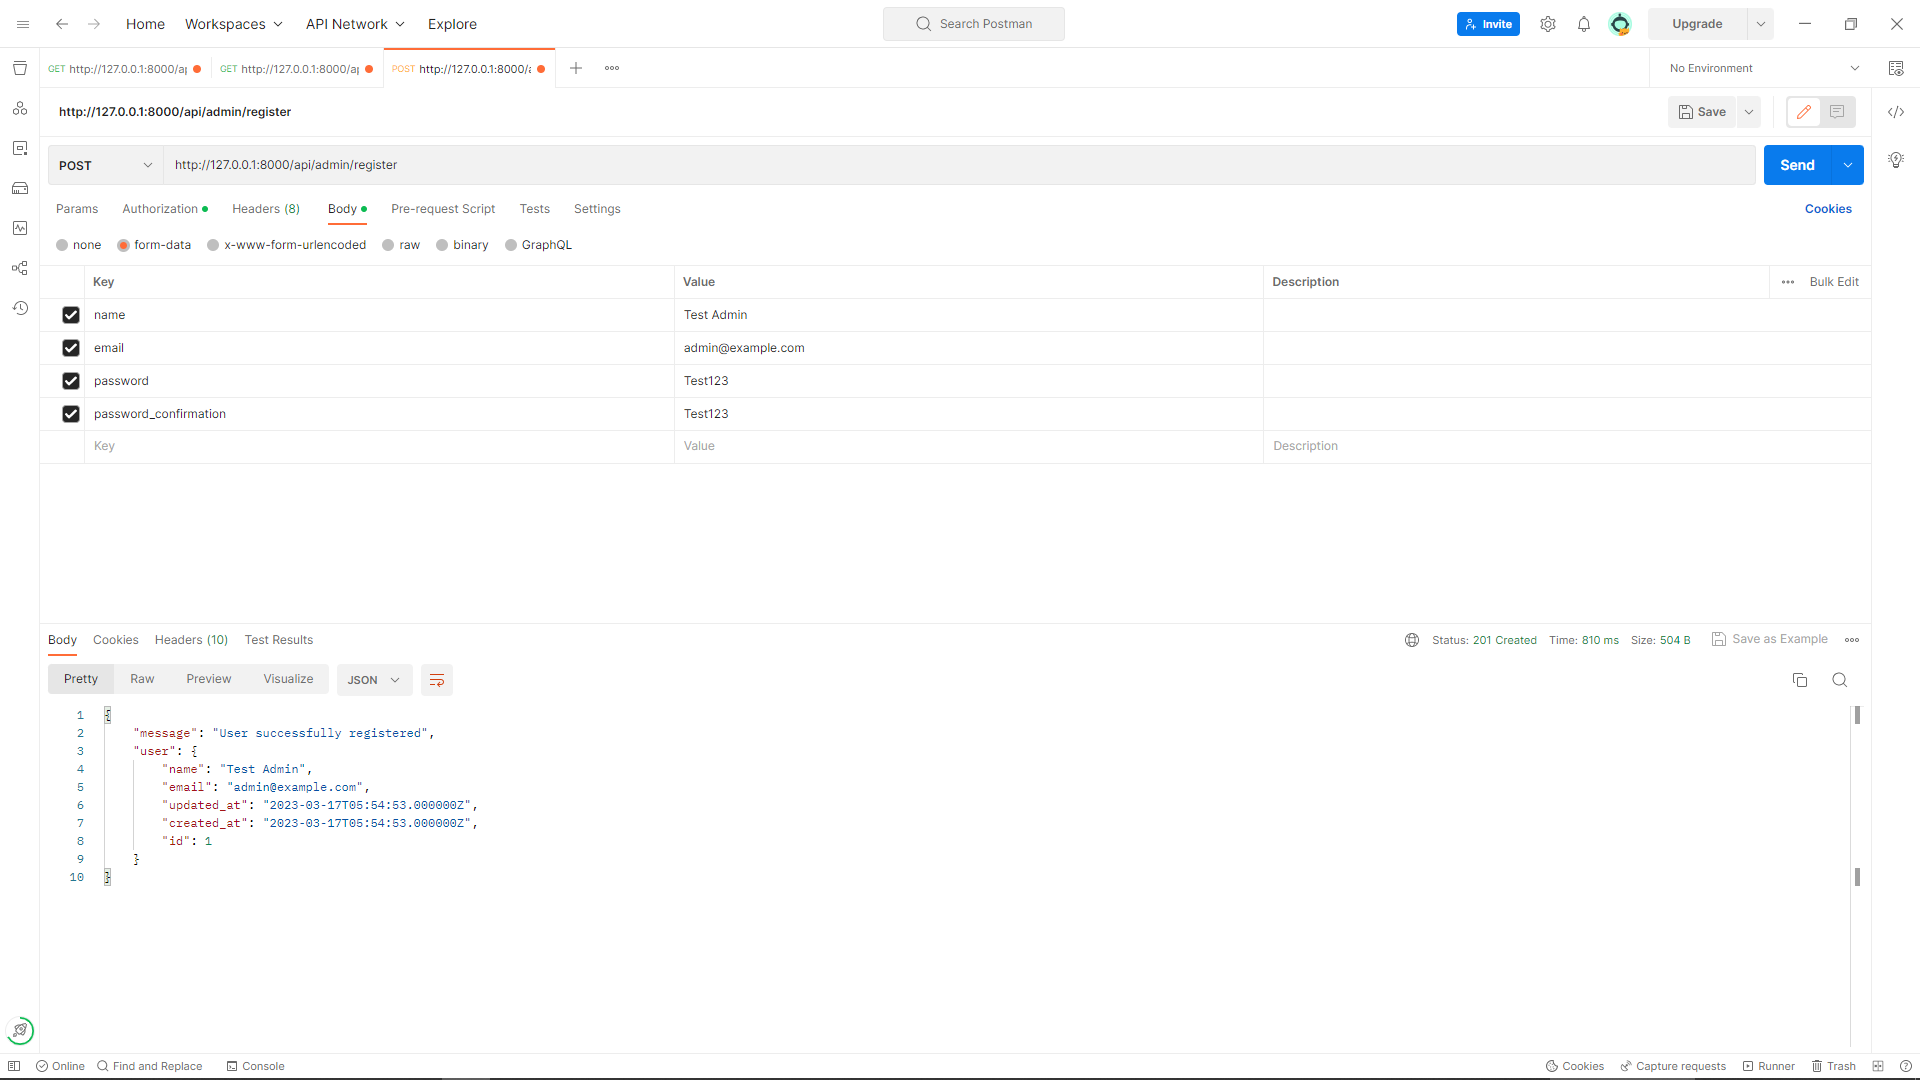 Home Workspaces API Network Explore Search Postman Invite Upgrade
GET http://127.0.0.1:8000/a GET http://127.0.0.1:8000/a POST http://127.0.0.1:8000/ No Environment
http://127.0.0.1:8000/api/admin/register Save
POST http://127.0.0.1:8000/api/admin/register Send
Params Authorization Headers (8) Body Pre-request Script Tests Settings Cookies
none form-data x-www-form-urlencoded raw binary GraphQL
Key Value Description Bulk Edit
name Test Admin
email admin@example.com
password Test123
password_confirmation Test123
Key Value Description
Body Cookies Headers (10) Test Results Status: 201 Created Time: 810 ms Size: 504 B Save as Example
Pretty Raw Preview Visualize JSON
1 {
2 "message": "User successfully registered",
3 "user": {
4 "name": "Test Admin",
5 "email": "admin@example.com",
6 "updated_at": "2023-03-17T05:54:53.000000Z",
7 "created_at": "2023-03-17T05:54:53.000000Z",
8 "id": 1
9 }
10 }
Online Find and Replace Console Cookies Capture requests Runner Trash